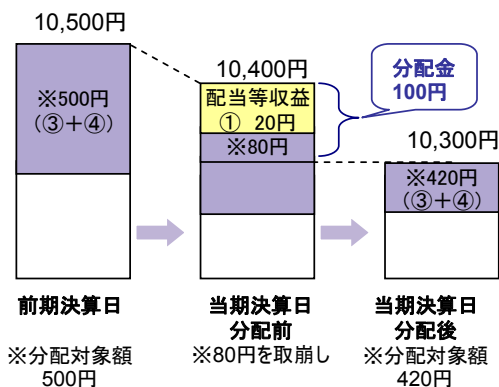 10,500円
※500円
(③+④)
前期決算日
※分配対象額
500円
10,400円
配当等収益
① 20円
※80円
当期決算日
分配前
※80円を取崩し
分配金
100円
10,300円
※420円
(③+④)
当期決算日
分配後
※分配対象額
420円